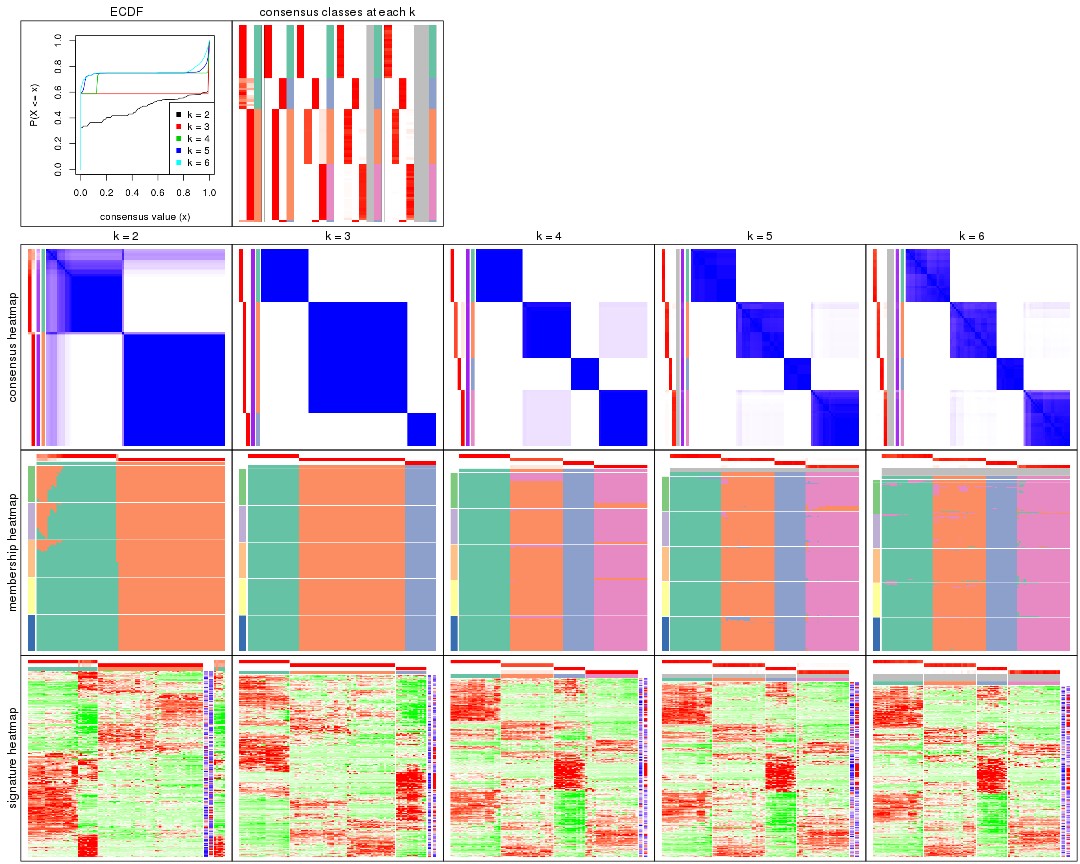 ECDF
consensus classes at each k
P(X <= x)
0.0 0.2 0.4 0.6 0.8 1.0
k = 2
k = 3
k = 4
k = 5
k = 6
0.0 0.2 0.4 0.6 0.8 1.0
consensus value (x)
k = 2
k = 3
k = 4
k = 5
k = 6
consensus heatmap
membership heatmap
signature heatmap